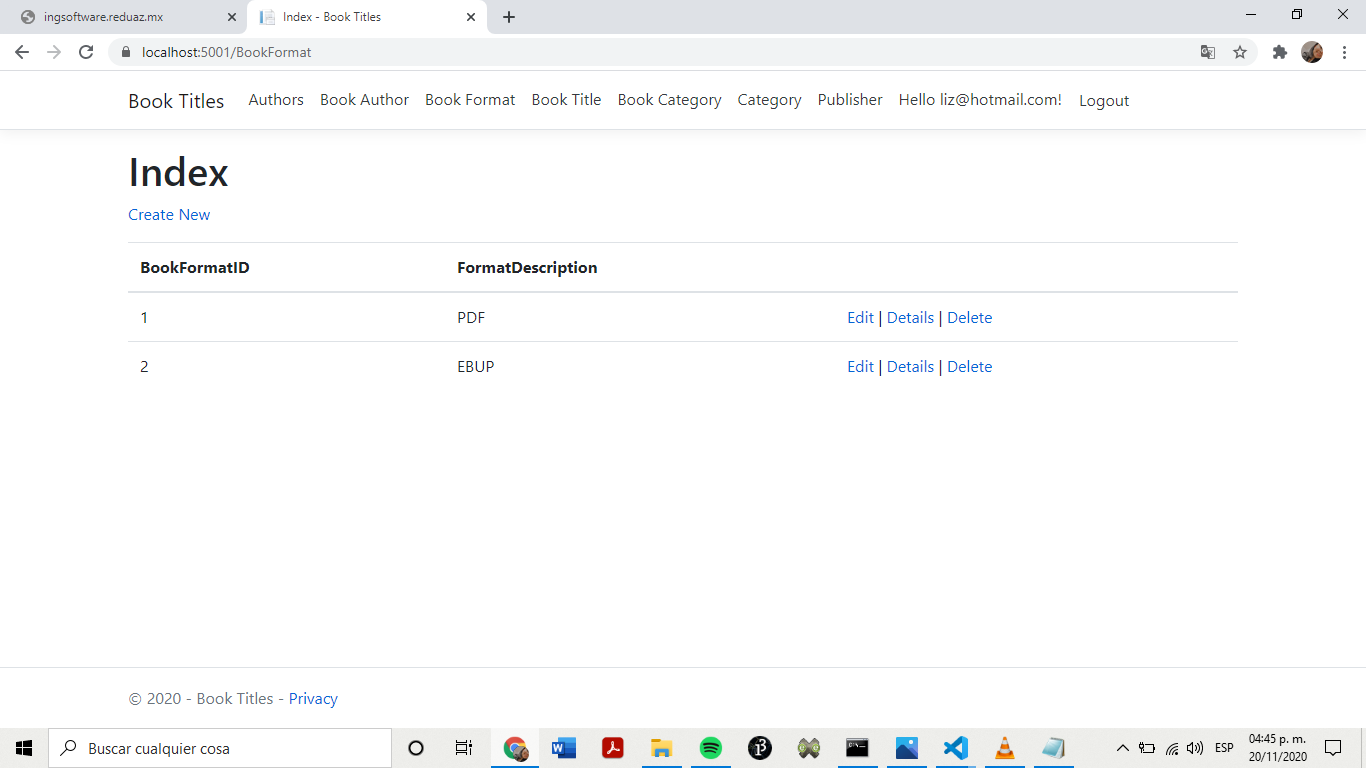 ingsoftware.reduaz.mx
Index - Book Titles
localhost:5001/BookFormat
Book Titles Authors Book Author Book Format Book Title Book Category Category Publisher Hello liz@hotmail.com! Logout
Index
Create New
BookFormatID FormatDescription
1 PDF Edit | Details | Delete
2 EBUP Edit | Details | Delete
© 2020 - Book Titles - Privacy
Buscar cualquier cosa
ESP
04:45 p. m.
20/11/2020